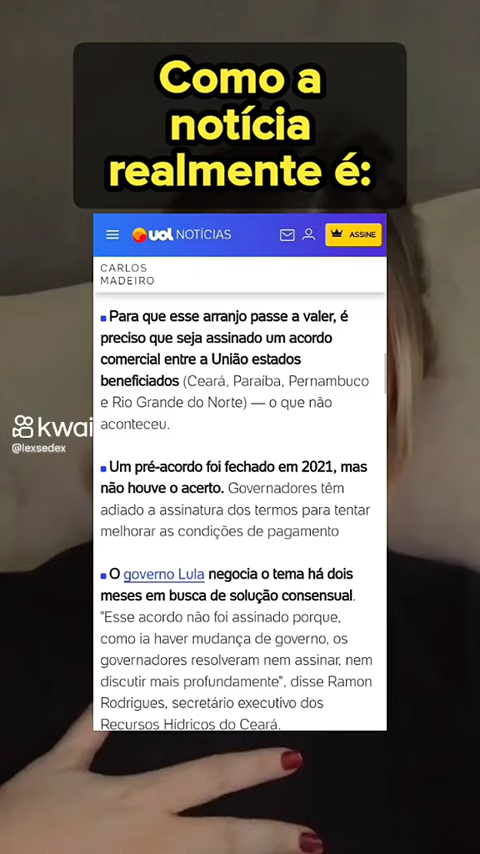 Como a
notícia
realmente é:
uol NOTÍCIAS
ASSINE
CARLOS
MADEIRO
Para que esse arranjo passe a valer, é
preciso que seja assinado um acordo
comercial entre a União estados
beneficiados (Ceará, Paraíba, Pernambuco
e Rio Grande do Norte) — o que não
aconteceu.
Um pré-acordo foi fechado em 2021, mas
não houve o acerto. Governadores têm
adiado a assinatura dos termos para tentar
melhorar as condições de pagamento
O governo Lula negocia o tema há dois
meses em busca de solução consensual.
"Esse acordo não foi assinado porque,
como ia haver mudança de governo, os
governadores resolveram nem assinar, nem
discutir mais profundamente", disse Ramon
Rodrigues, secretário executivo dos
Recursos Hídricos do Ceará.
kwai
@lexsedex